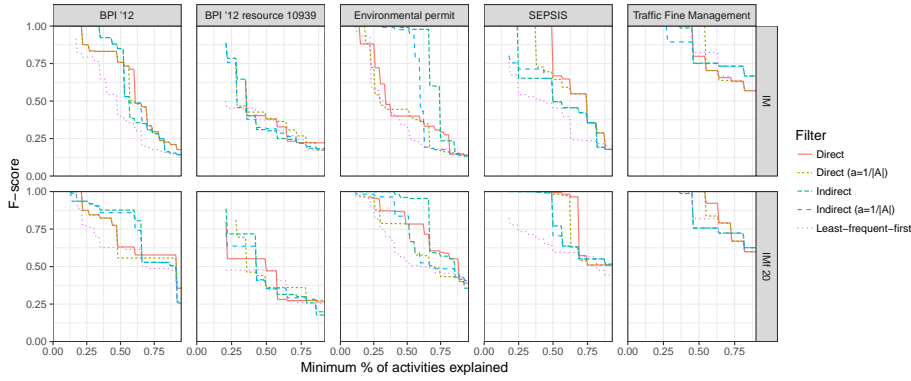 BPI '12
BPI '12 resource 10939
Environmental permit
SEPSIS
Traffic Fine Management
1.00
0.75
0.50
0.25
0.00
IM
1.00
0.75
0.50
0.25
0.00
IMf 20
F−score
0.00 0.25 0.50 0.75
0.00 0.25 0.50 0.75
0.00 0.25 0.50 0.75
0.00 0.25 0.50 0.75
0.00 0.25 0.50 0.75
Minimum % of activities explained
Filter
Direct
Direct (a=1/|A|)
Indirect
Indirect (a=1/|A|)
Least−frequent−first